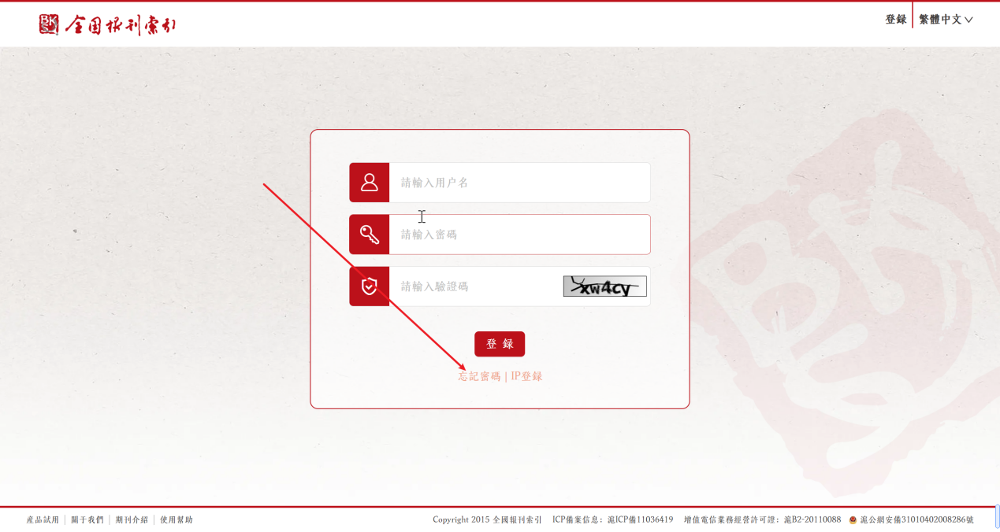 BK
全国报刊索引
登録
繁體中文
請輸入用户名
請輸入密碼
請輸入驗證碼
xw4cy
登 録
忘記密碼 | IP登録
産品試用 | 關于我們 | 期刊介紹 | 使用幫助
Copyright 2015 全國報刊索引 ICP備案信息：滬ICP備11036419 增值電信業務經營許可證：滬B2-20110088 滬公網安備31010402008286號